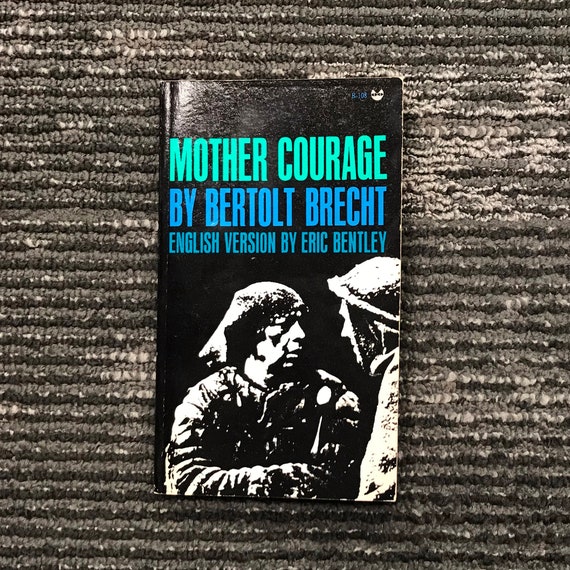 B-108
MOTHER COURAGE
BY BERTOLT BRECHT
ENGLISH VERSION BY ERIC BENTLEY